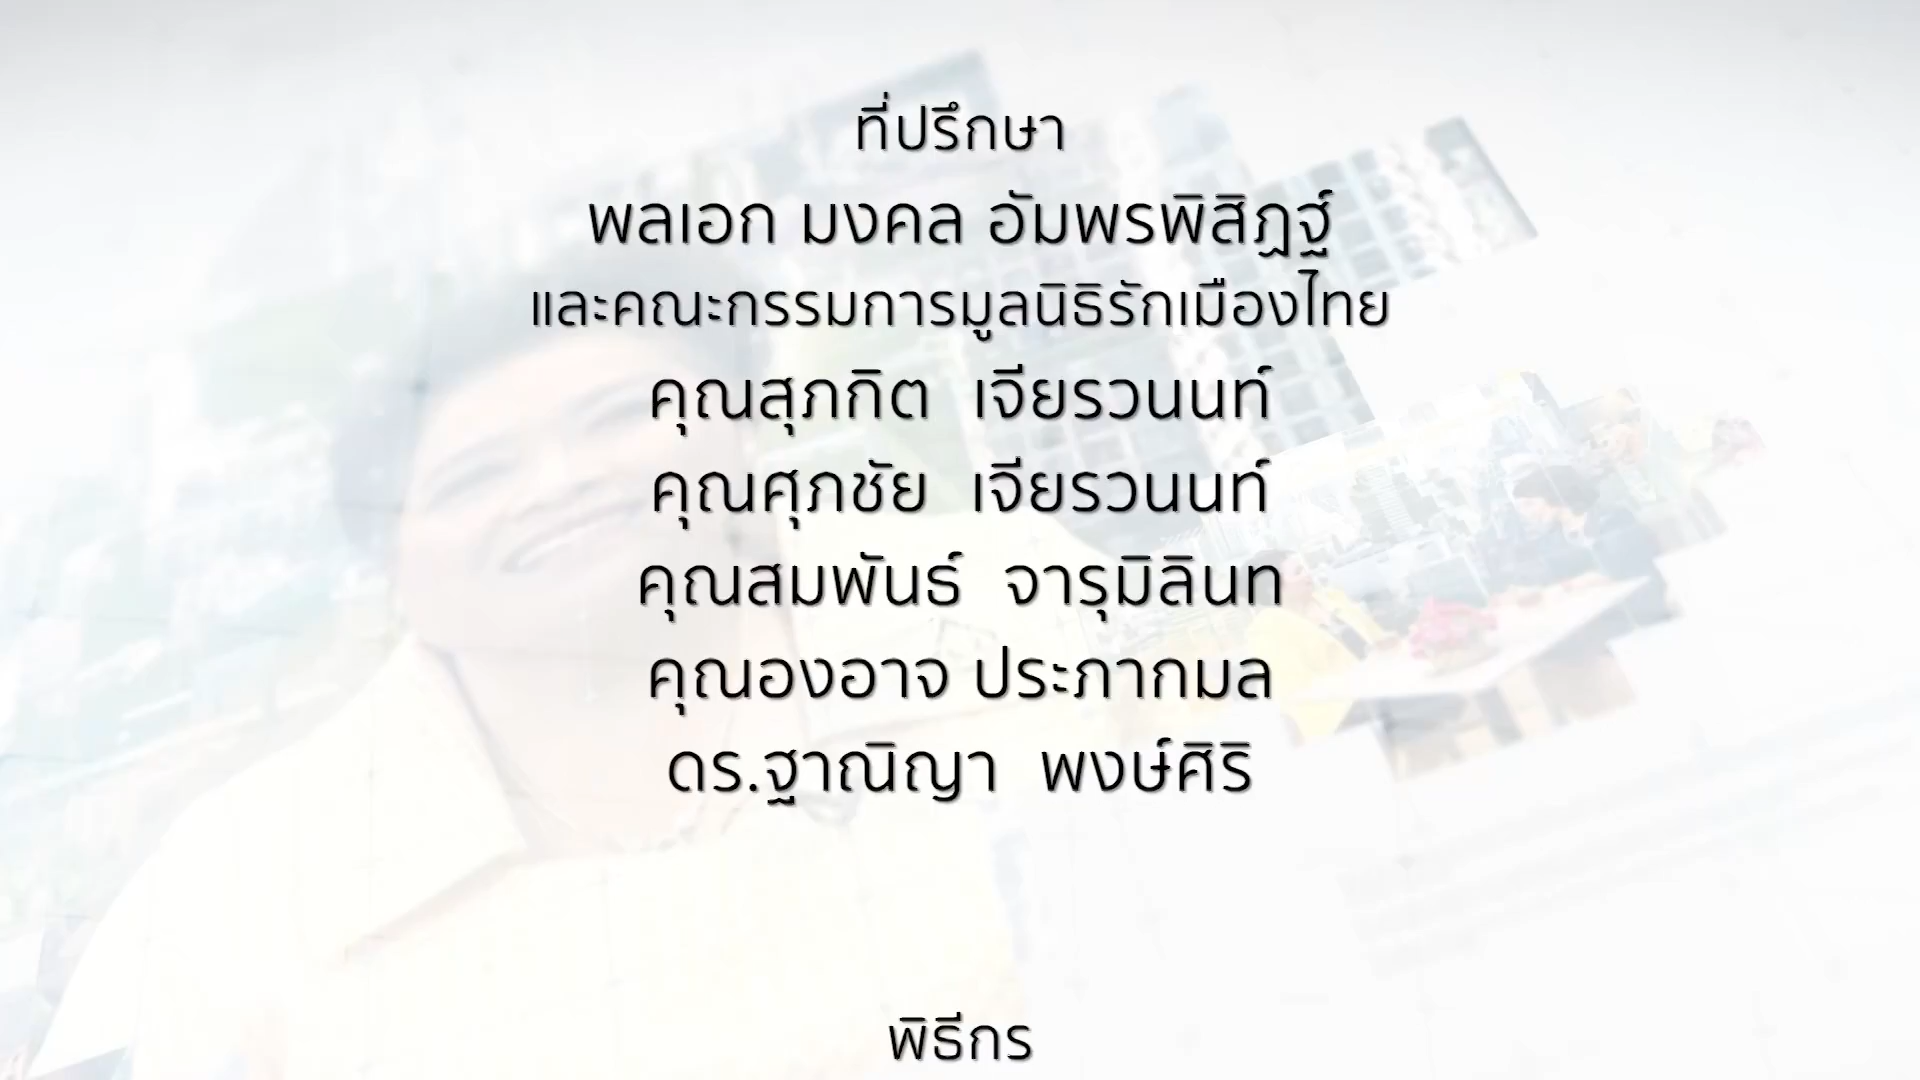 ที่ปรึกษา
พลเอก มงคล อัมพรพิสิฏฐ์
และคณะกรรมการมูลนิธิรักเมืองไทย
คุณสุภกิต เจียรวนนท์
คุณศุภชัย เจียรวนนท์
คุณสมพันธ์ จารุมิลินท
คุณองอาจ ประภากมล
ดร.ฐาณิญา พงษ์ศิริ
พิธีกร